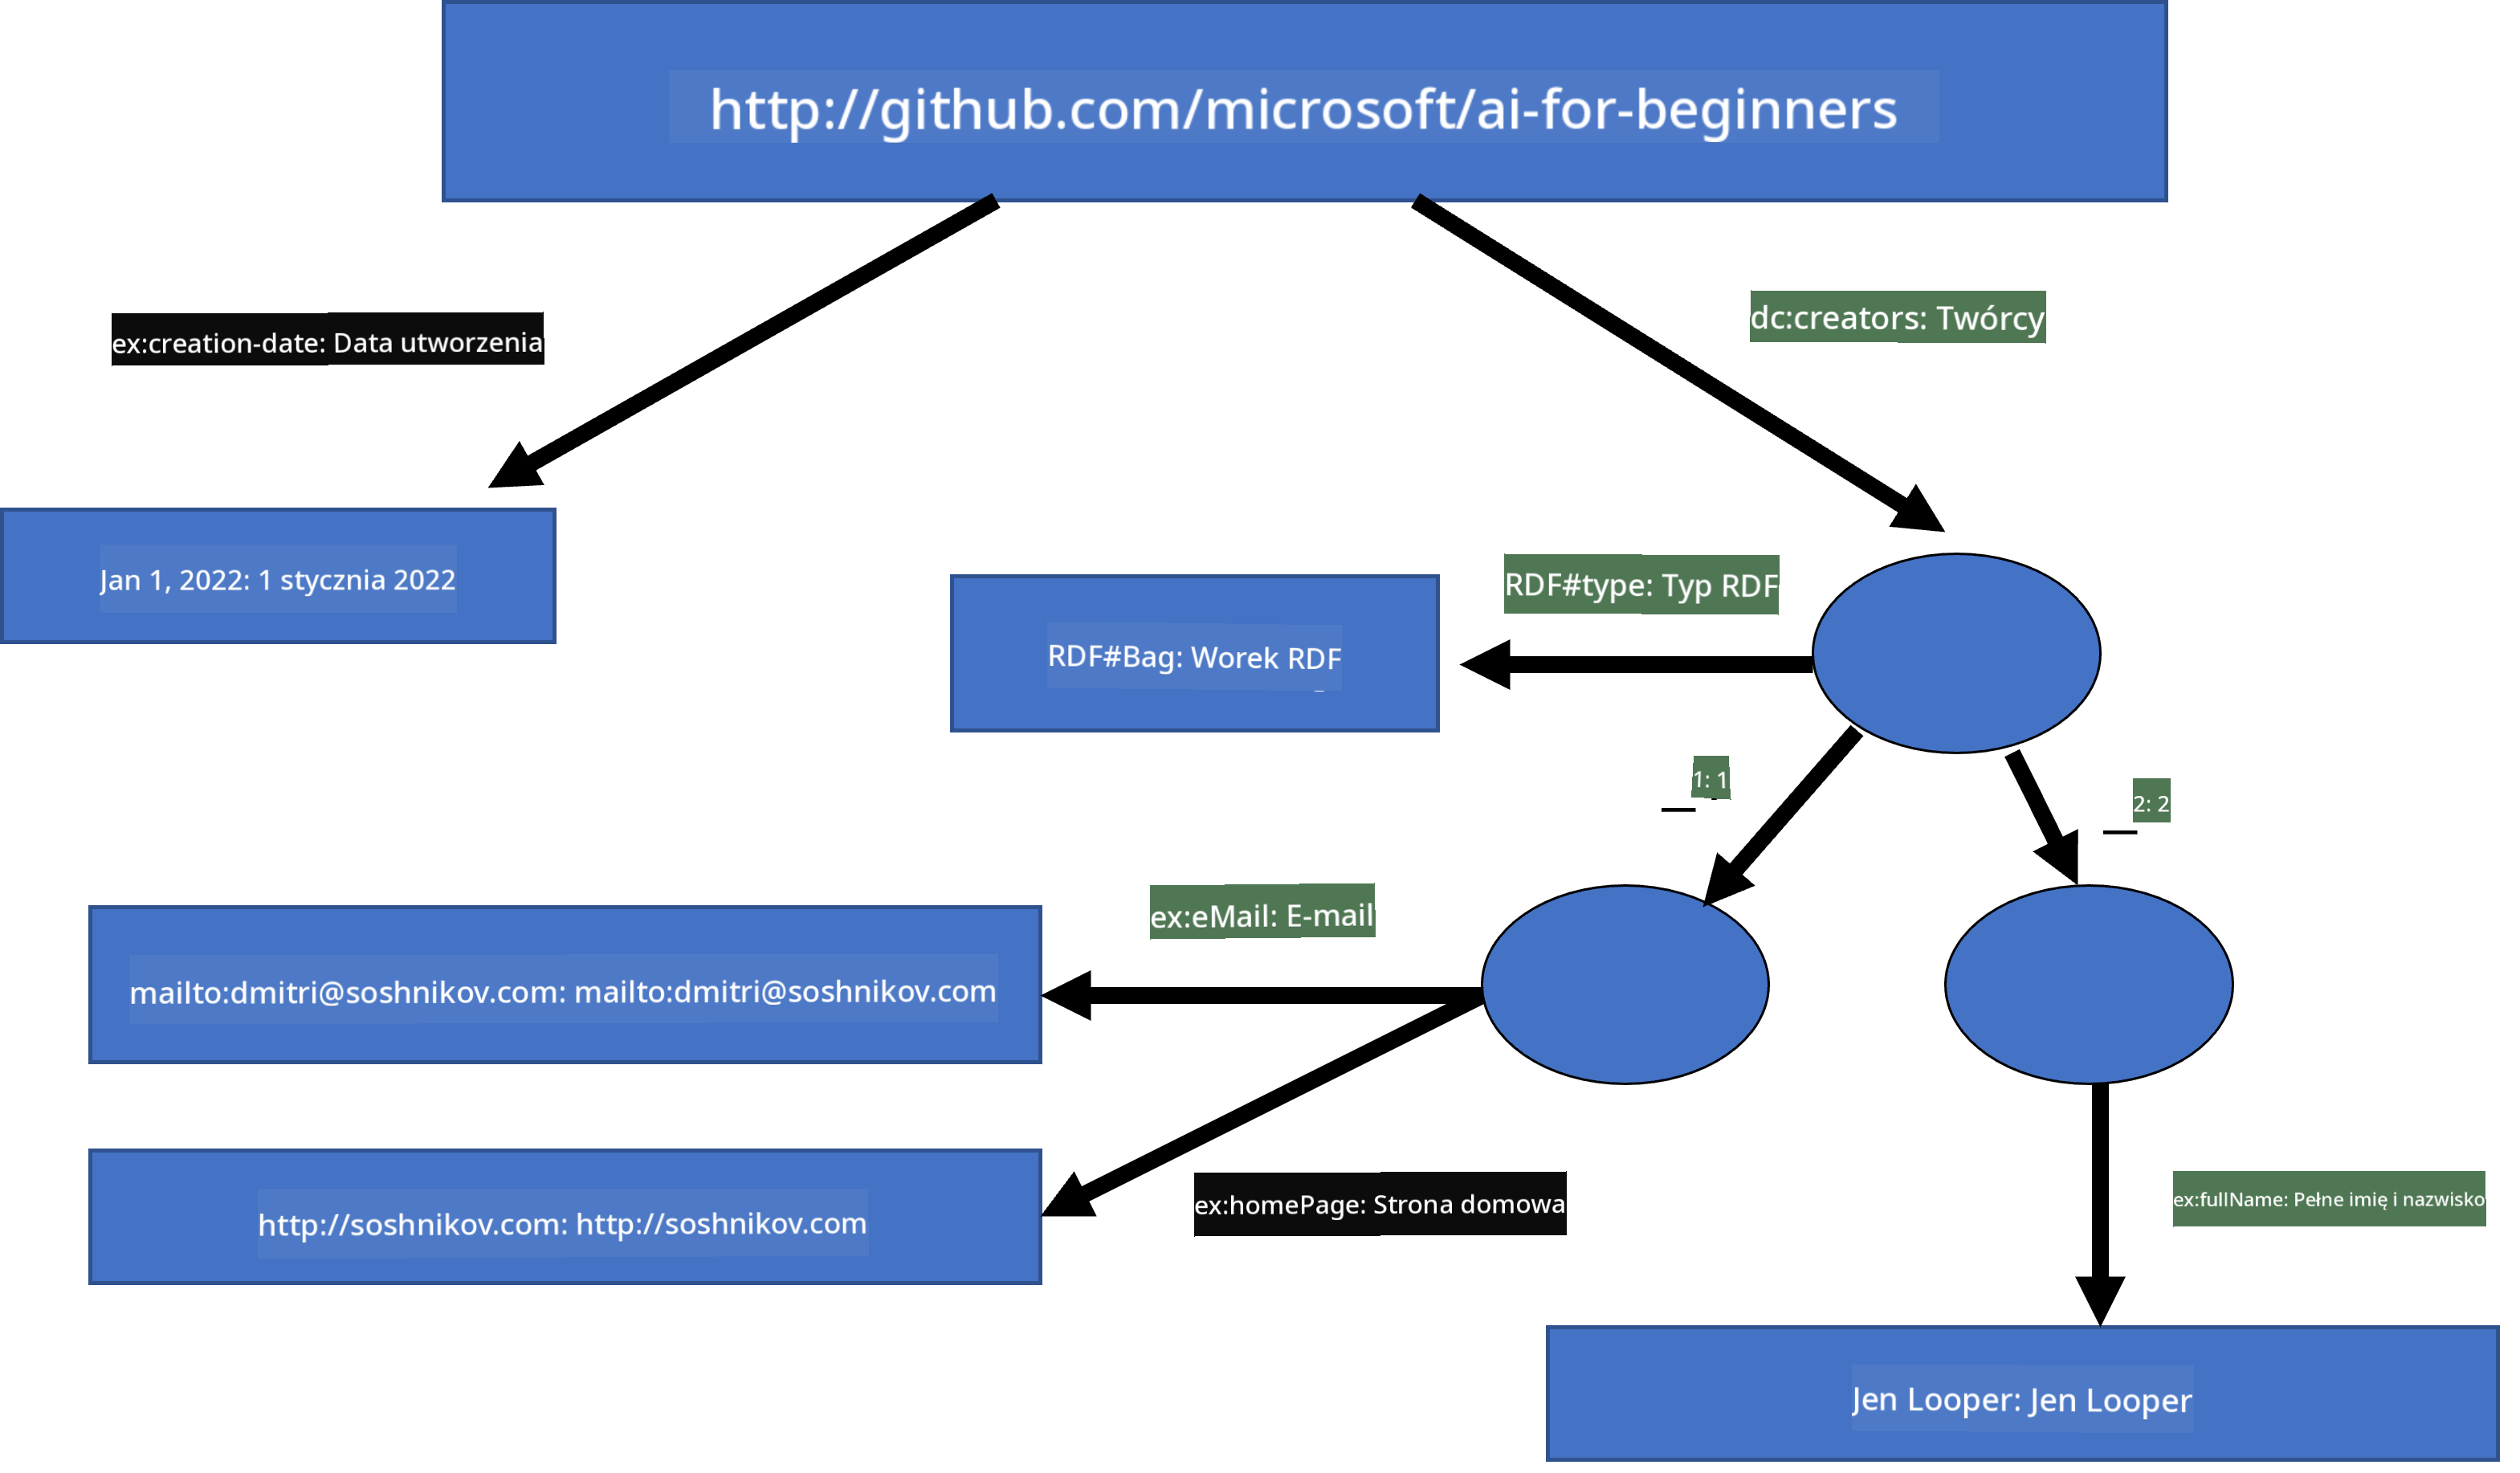 http://github.com/microsoft/ai-for-beginners
ex:creation-date: Data utworzenia
dc:creators: Twórcy
Jan 1, 2022: 1 stycznia 2022
RDF#type: Typ RDF
RDF#Bag: Worek RDF
1: 1
2: 2
ex:eMail: E-mail
mailto:dmitri@soshnikov.com: mailto:dmitri@soshnikov.com
ex:homePage: Strona domowa
ex:fullName: Pełne imię i nazwisko
http://soshnikov.com: http://soshnikov.com
Jen Looper: Jen Looper